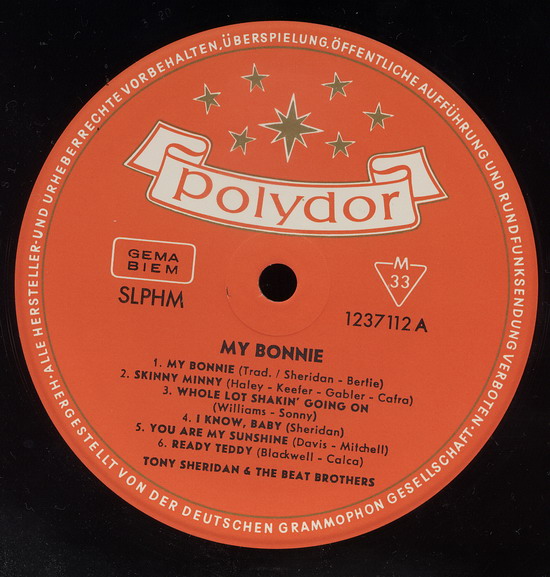 ALLE HERSTELLER- UND URHEBERRECHTE VORBEHALTEN, ÜBERSPIELUNG, ÖFFENTLICHE AUFFÜHRUNG UND RUNDFUNKSENDUNG VERBOTEN·
polydor
GEMA
BIEM
SLPHM
M
33
1237112 A
MY BONNIE
1. MY BONNIE (Trad. / Sheridan - Bertie)
2. SKINNY MINNY (Haley - Keefer - Gabler - Cafra)
3. WHOLE LOT SHAKIN' GOING ON
(Williams - Sonny)
4. I KNOW, BABY (Sheridan)
5. YOU ARE MY SUNSHINE (Davis - Mitchell)
6. READY TEDDY (Blackwell - Caica)
TONY SHERIDAN & THE BEAT BROTHERS
HERGESTELLT VON DER DEUTSCHEN GRAMMOPHON GESELLSCHAFT·